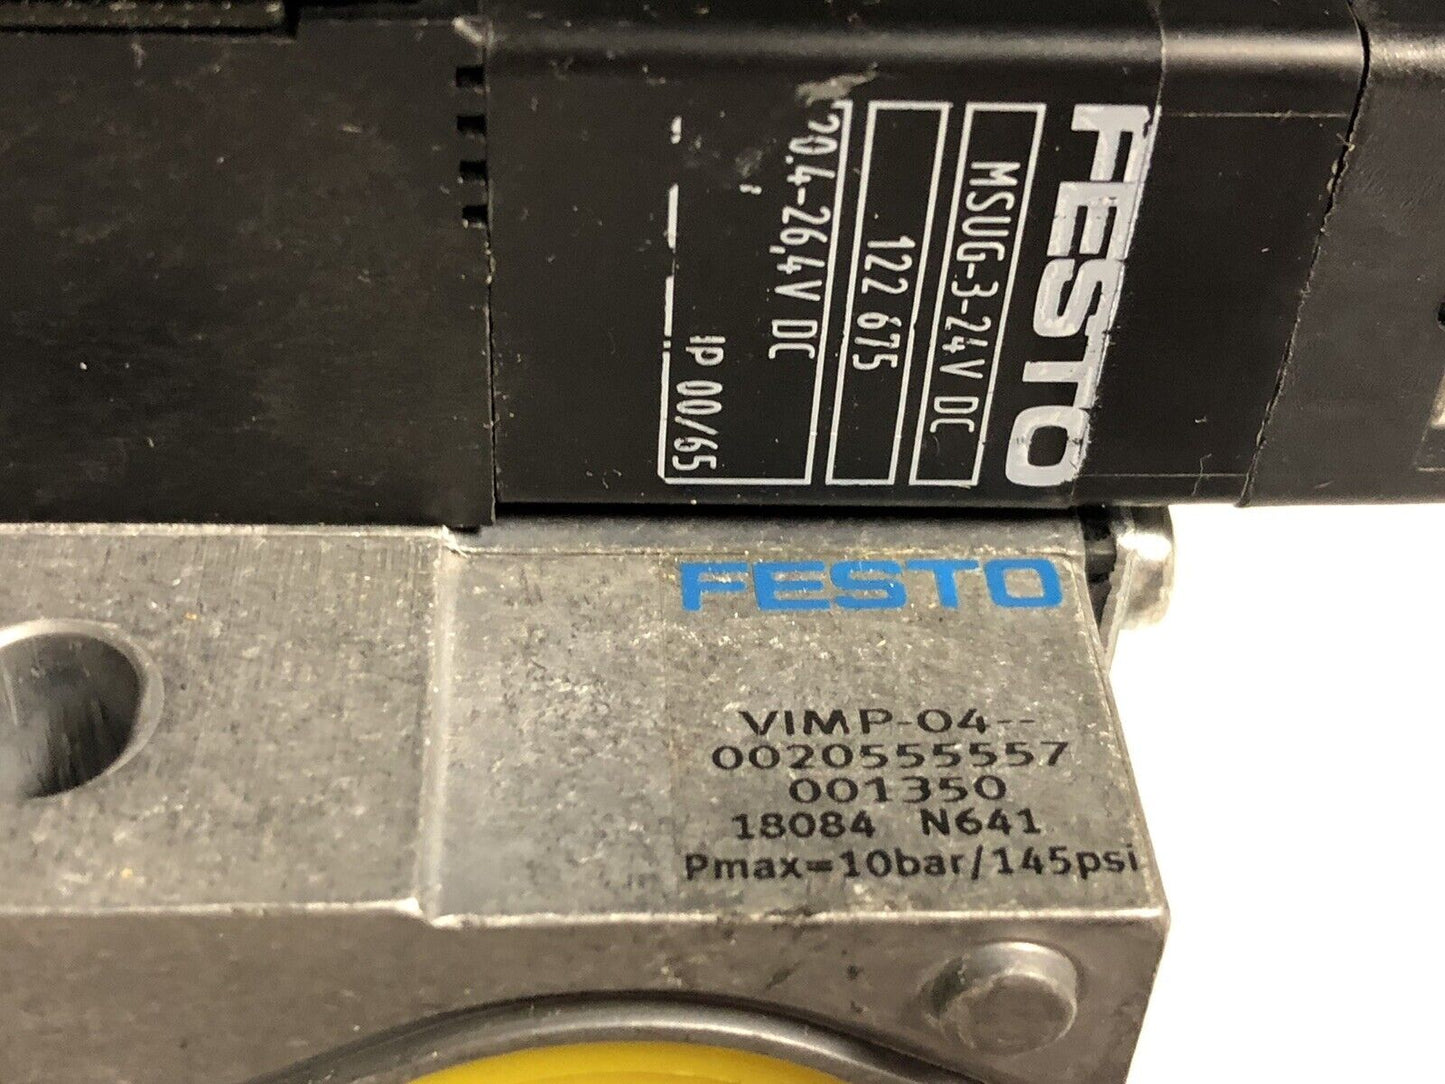 FESTO
MSUG-3-24V DC
122 675
20.4-26,4V DC
IP 00/65
FESTO
VIMP-04--
0020555557
001350
18084 N641
Pmax=10bar/145psi